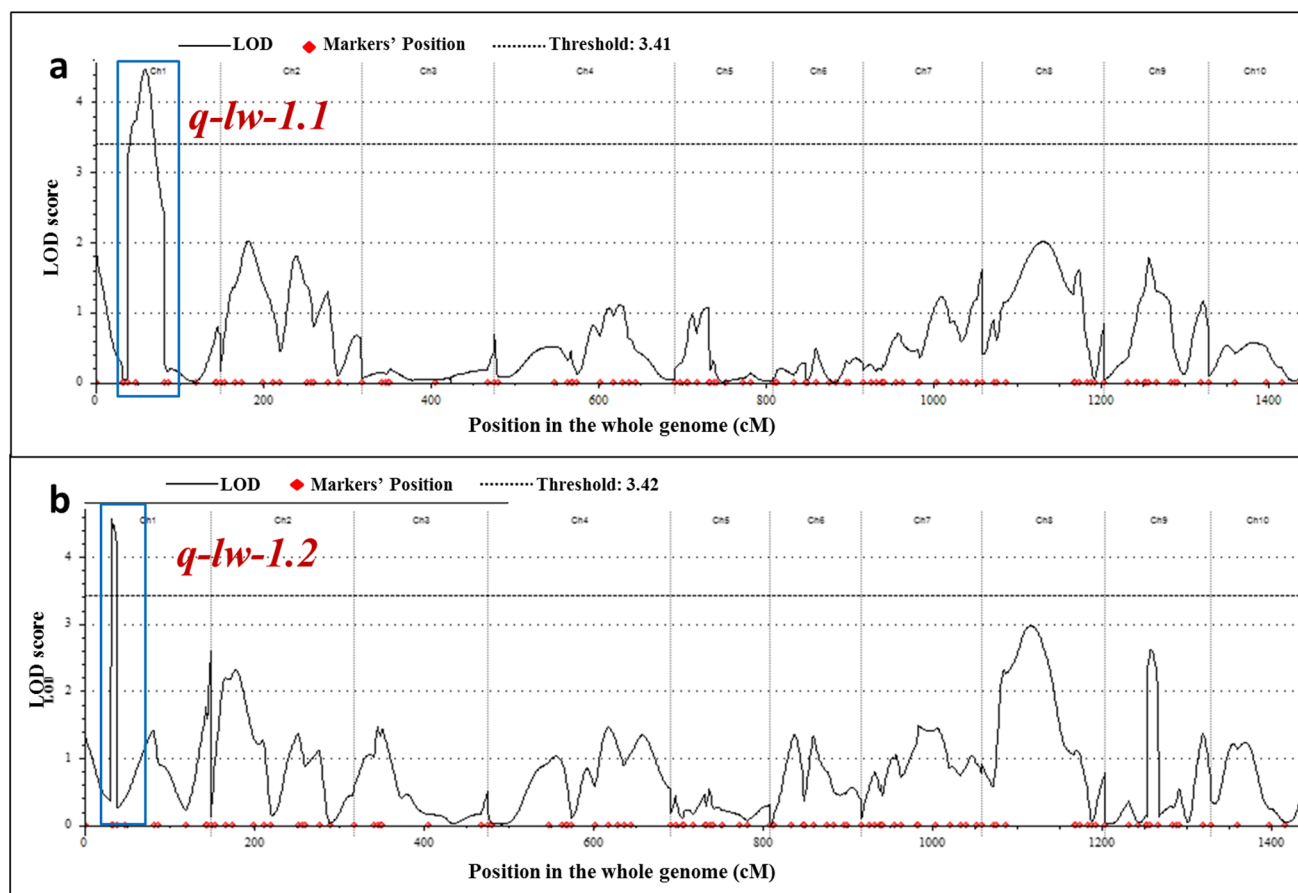 LOD Markers' Position Threshold: 3.41
a
Ch1 Ch2 Ch3 Ch4 Ch5 Ch6 Ch7 Ch8 Ch9 Ch10
q-lw-1.1
4
3
2
1
0
LOD score
0 200 400 600 800 1000 1200 1400
Position in the whole genome (cM)
LOD Markers' Position Threshold: 3.42
b
Ch1 Ch2 Ch3 Ch4 Ch5 Ch6 Ch7 Ch8 Ch9 Ch10
q-lw-1.2
4
3
2
1
0
LOD score
LOD
0 200 400 600 800 1000 1200 1400
Position in the whole genome (cM)